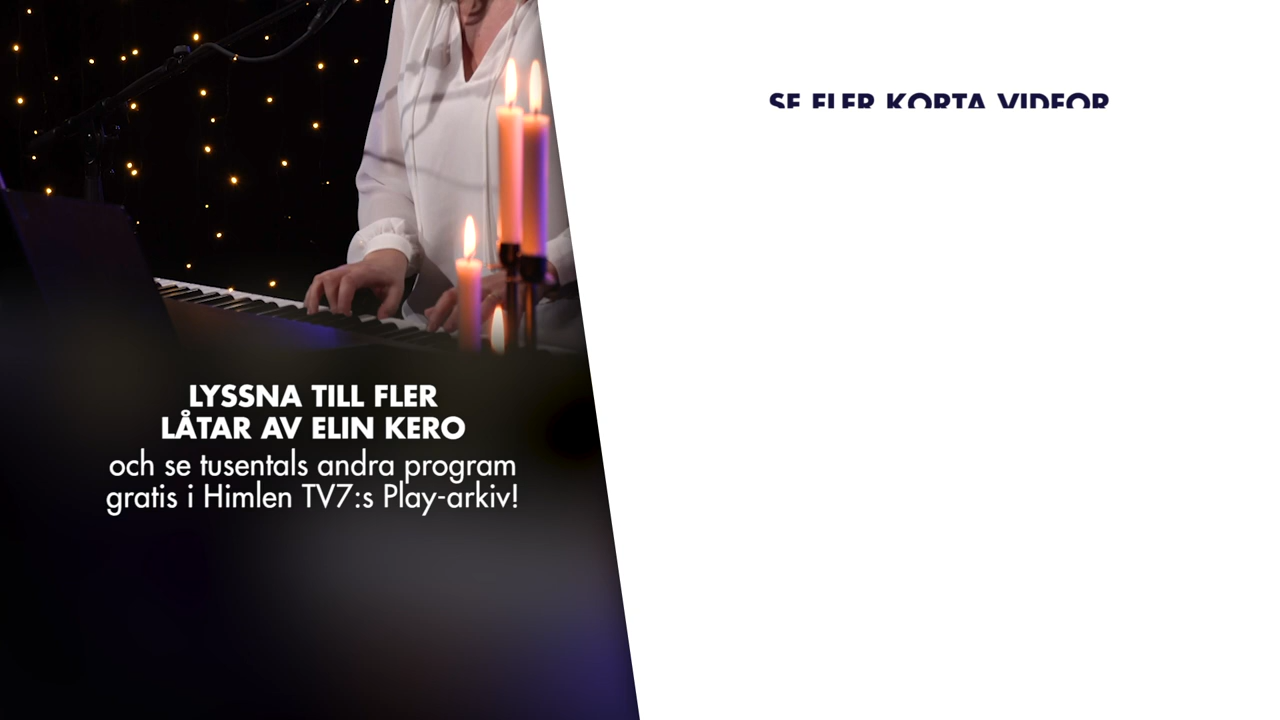 LYSSNA TILL FLER
LÅTAR AV ELIN KERO
och se tusentals andra program
gratis i Himlen TV7:s Play-arkiv!
SE FLER KORTA VIDEOR